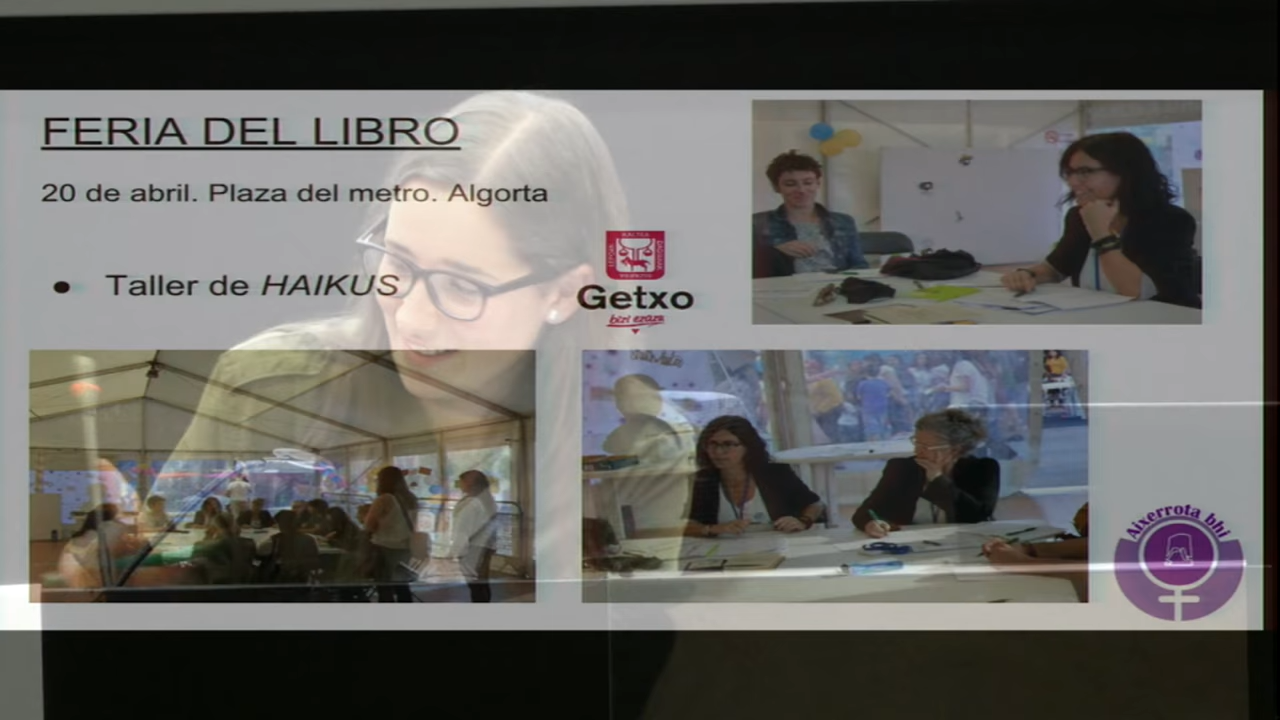 FERIA DEL LIBRO
20 de abril. Plaza del metro. Algorta
● Taller de HAIKUS
Getxo
bizi ezazu
Aixerrota bhi